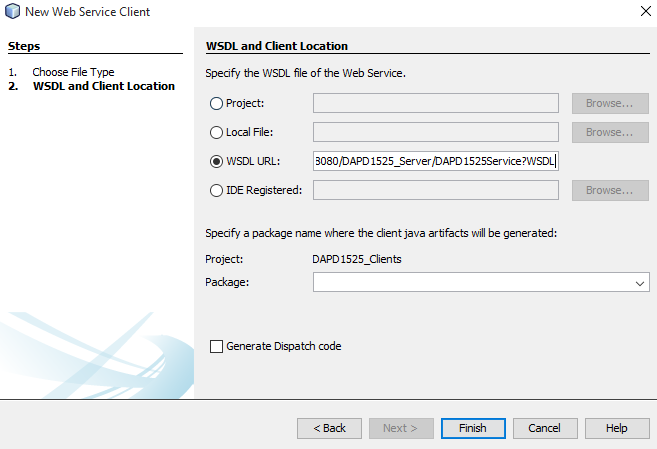 New Web Service Client
Steps
1. Choose File Type
2. WSDL and Client Location
WSDL and Client Location
Specify the WSDL file of the Web Service.
Project: Browse...
Local File: Browse...
WSDL URL: 8080/DAPD1525_Server/DAPD1525Service?WSDL
IDE Registered: Browse...
Specify a package name where the client java artifacts will be generated:
Project: DAPD1525_Clients
Package:
Generate Dispatch code
< Back Next > Finish Cancel Help